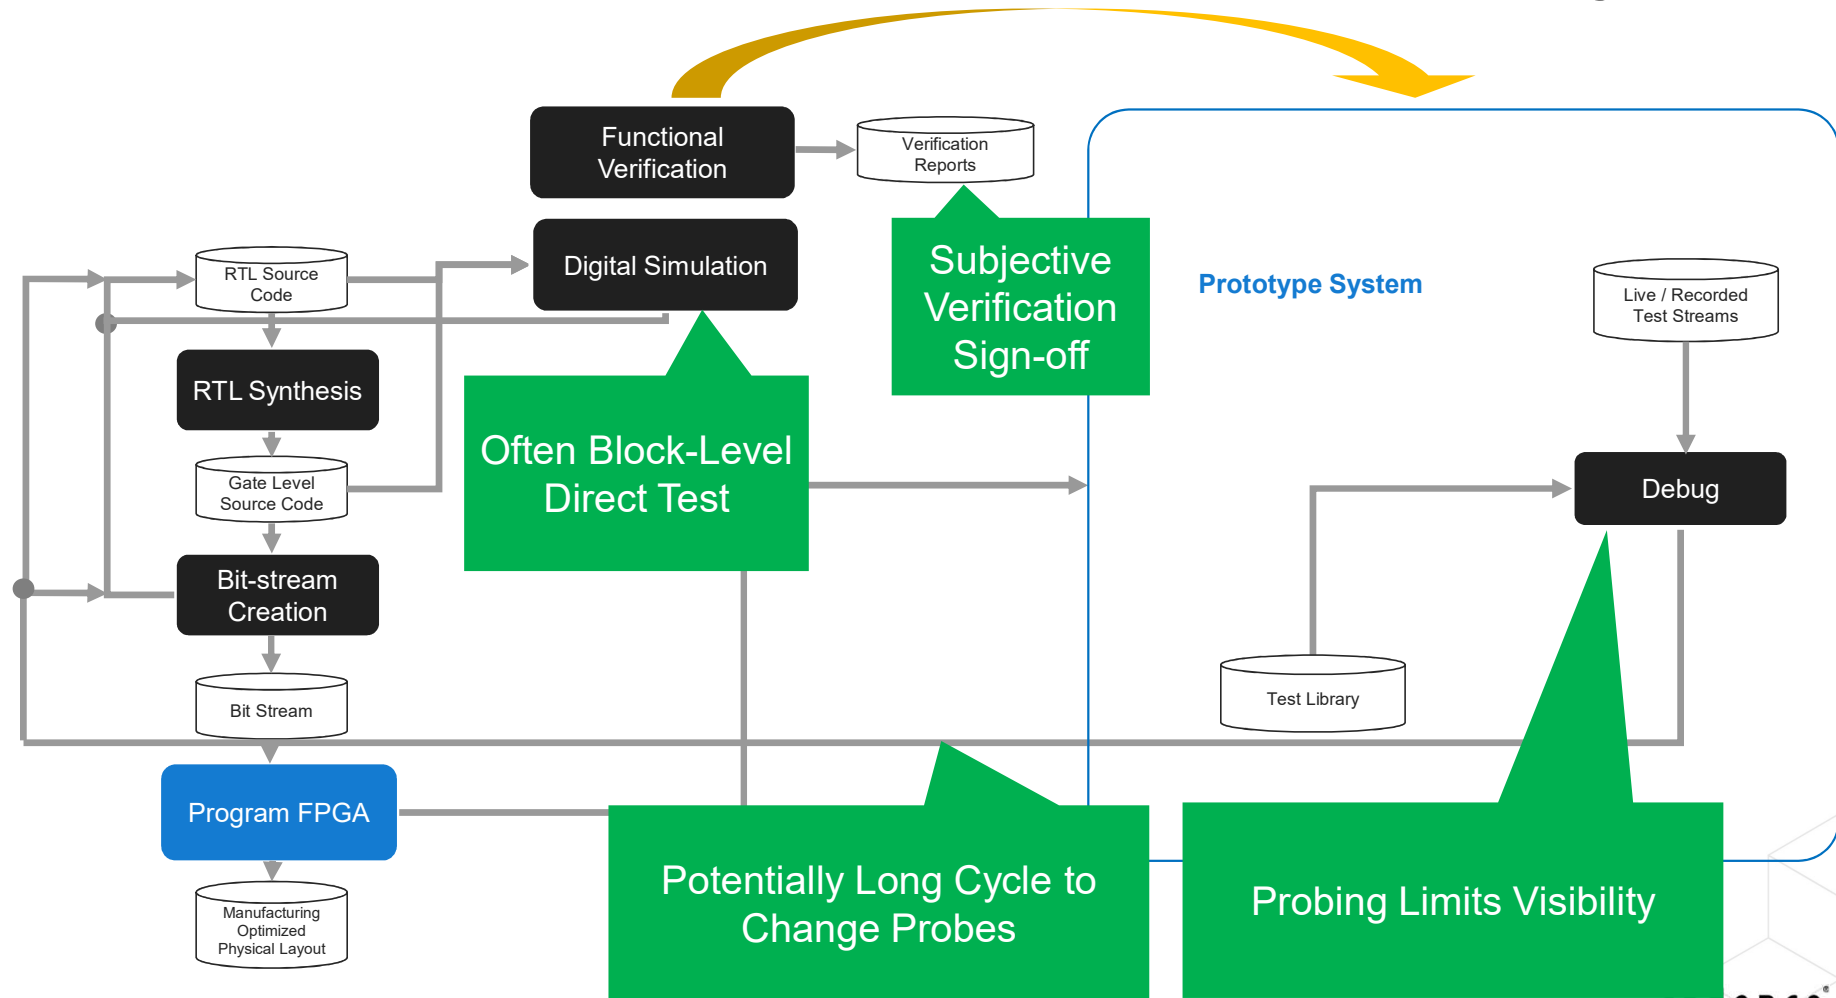 Functional
Verification
Verification
Reports
Digital Simulation
Subjective
Verification
Sign-off
RTL Source
Code
Prototype System
Live / Recorded
Test Streams
RTL Synthesis
Often Block-Level
Direct Test
Gate Level
Source Code
Debug
Bit-stream
Creation
Bit Stream
Test Library
Program FPGA
Potentially Long Cycle to
Change Probes
Probing Limits Visibility
Manufacturing
Optimized
Physical Layout